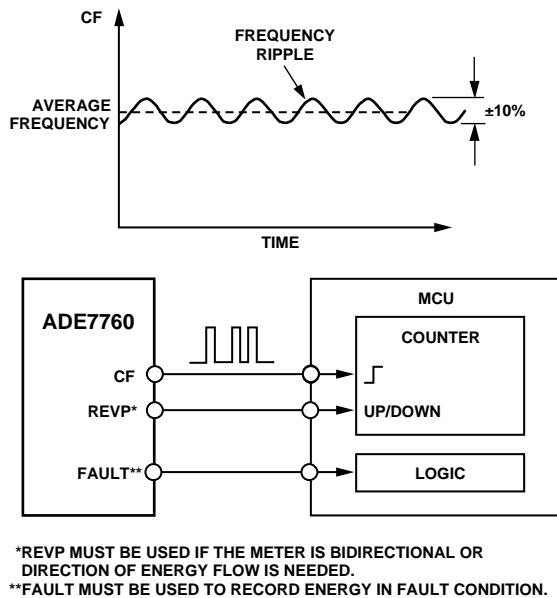 CF
FREQUENCY
RIPPLE
AVERAGE
FREQUENCY
±10%
TIME
ADE7760
CF
REVP*
FAULT**
MCU
COUNTER
UP/DOWN
LOGIC
*REVP MUST BE USED IF THE METER IS BIDIRECTIONAL OR
DIRECTION OF ENERGY FLOW IS NEEDED.
**FAULT MUST BE USED TO RECORD ENERGY IN FAULT CONDITION.